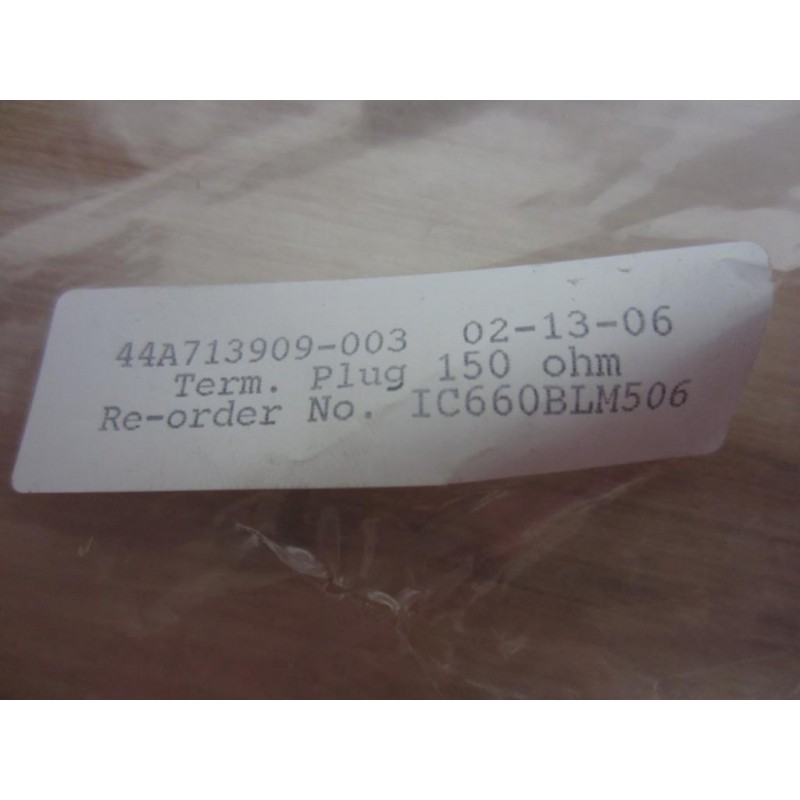 44A713909-003 02-13-06
Term. Plug 150 ohm
Re-order No. IC660BLM506